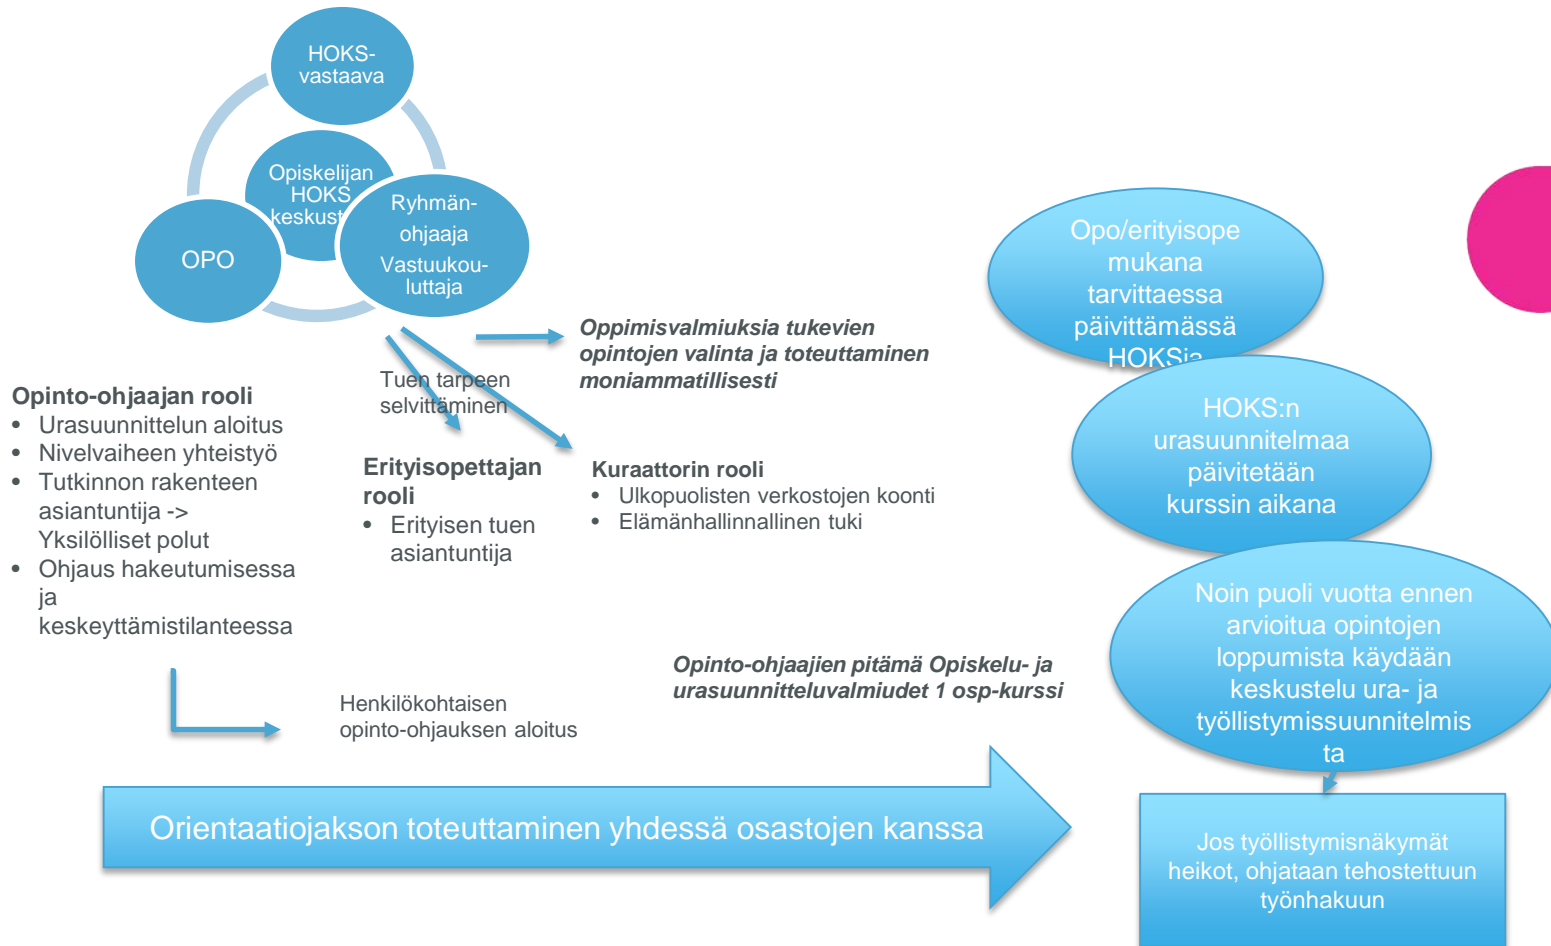 HOKS-
vastaava
Opiskelijan
HOKS
OPO
Ryhmän-
ohjaaja
Vastuukou-
luttaja
Oppimisvalmiuksia tukevien
opintojen valinta ja toteuttaminen
moniammatillisesti
Tuen tarpeen
selvittäminen
Opinto-ohjaajan rooli
• Urasuunnittelun aloitus
• Nivelvaiheen yhteistyö
• Tutkinnon rakenteen
asiantuntija ->
Yksilölliset polut
• Ohjaus hakeutumisessa
ja
keskeyttämistilanteessa
Erityisopettajan
rooli
• Erityisen tuen
asiantuntija
Kuraattorin rooli
• Ulkopuolisten verkostojen koonti
• Elämänhallinnallinen tuki
Henkilökohtaisen
opinto-ohjauksen aloitus
Opinto-ohjaajien pitämä Opiskelu- ja
urasuunnitteluvalmiudet 1 osp-kurssi
Orientaatiojakson toteuttaminen yhdessä osastojen kanssa
Opo/erityisope
mukana
tarvittaessa
päivittämässä
HOKSia
HOKS:n
urasuunnitelmaa
päivitetään
kurssin aikana
Noin puoli vuotta ennen
arvioitua opintojen
loppumista käydään
keskustelu ura- ja
työllistymissuunnitelmis
ta
Jos työllistymisnäkymät
heikot, ohjataan tehostettuun
työnhakuun